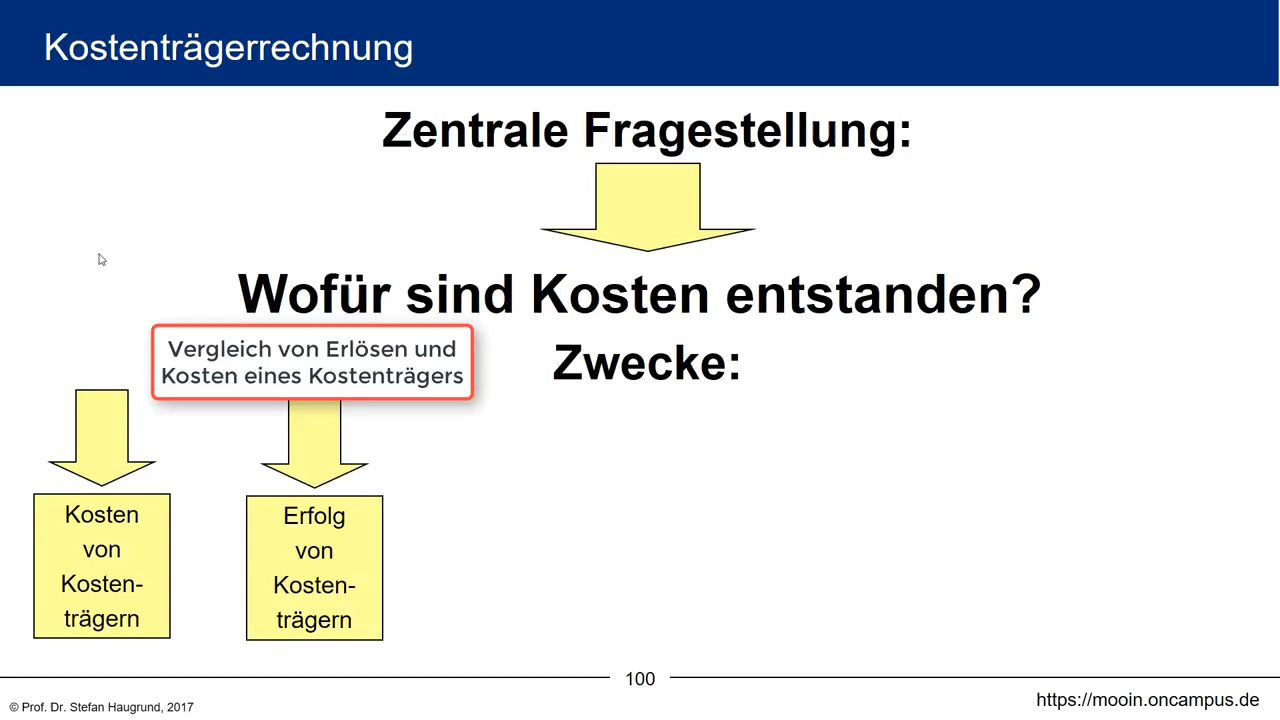 Kostenträgerrechnung
Zentrale Fragestellung:
Wofür sind Kosten entstanden?
Vergleich von Erlösen und
Kosten eines Kostenträgers
Zwecke:
Kosten
von
Kosten-
trägern
Erfolg
von
Kosten-
trägern
100
© Prof. Dr. Stefan Haugrund, 2017
https://mooin.oncampus.de